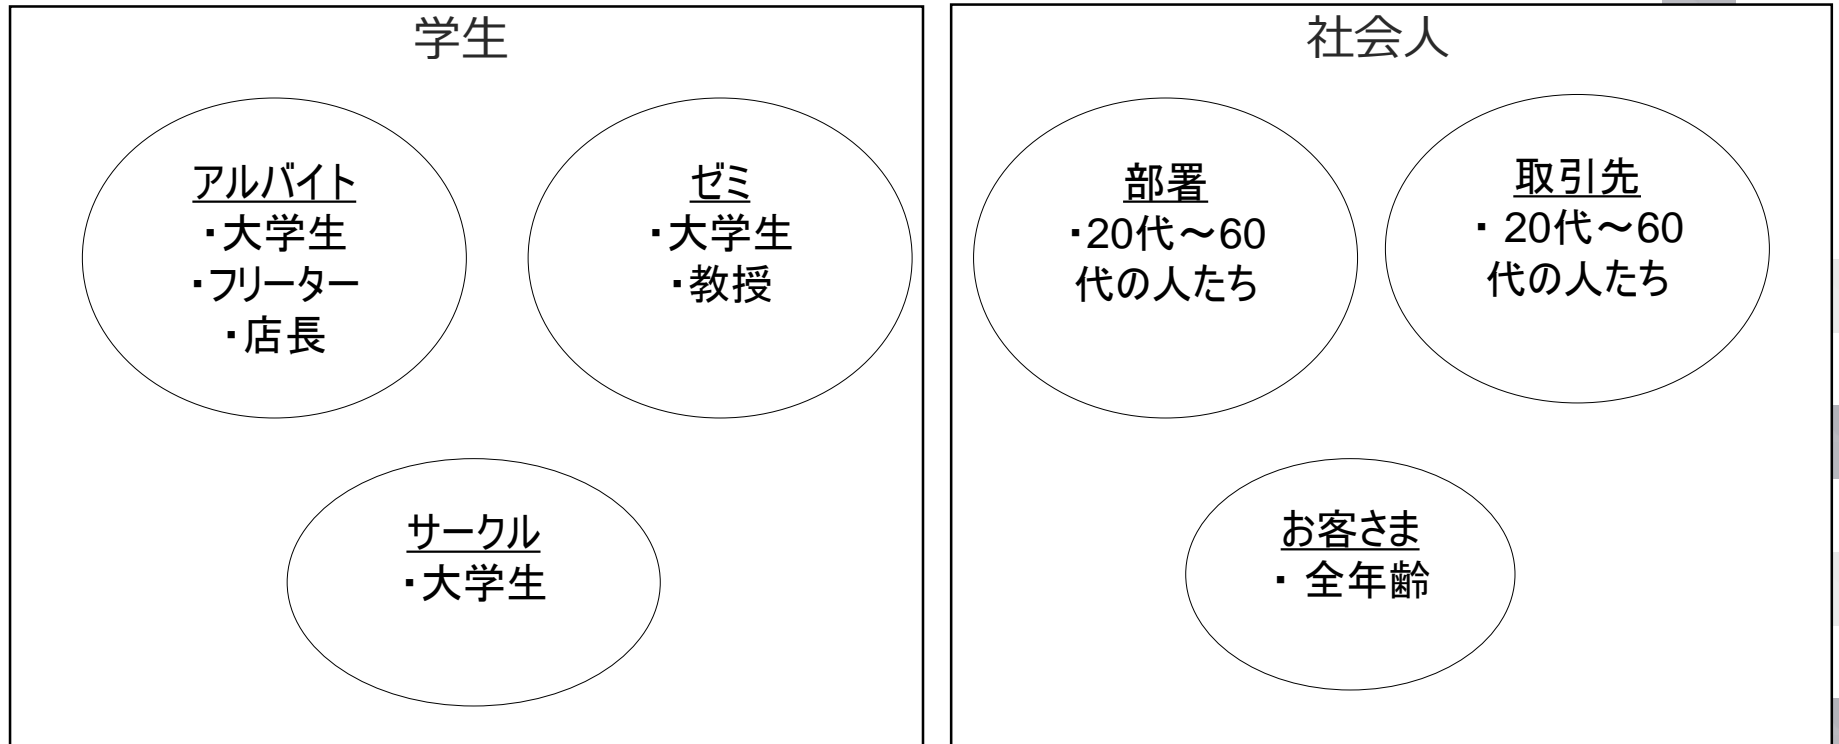 学生
アルバイト
・大学生
・フリーター
・店長
ゼミ
・大学生
・教授
サークル
・大学生
社会人
部署
・20代～60
代の人たち
取引先
・ 20代～60
代の人たち
お客さま
・ 全年齢